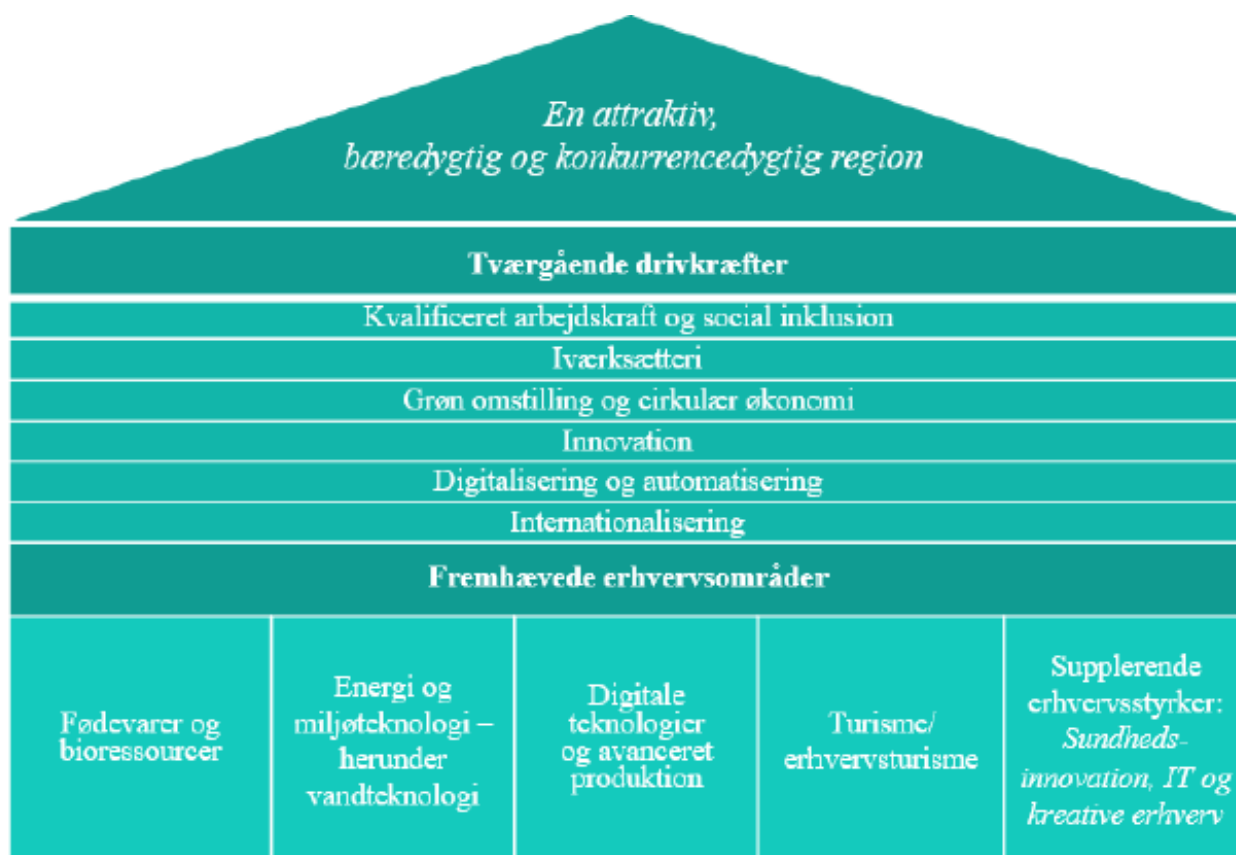 En attraktiv,
bæredygtig og konkurrencedygtig region
Tværgående drivkræfter
Kvalificeret arbejdskraft og social inklusion
Iværksætteri
Grøn omstilling og cirkulær økonomi
Innovation
Digitalisering og automatisering
Internationalisering
Fremhævede erhvervsområder
Fødevarer og
bioressourcer
Energi og
miljøteknologi –
herunder
vandteknologi
Digitale
teknologier
og avanceret
produktion
Turisme/
erhvervsturisme
Supplerende
erhvervsstyrker:
Sundheds-
innovation, IT og
kreative erhverv